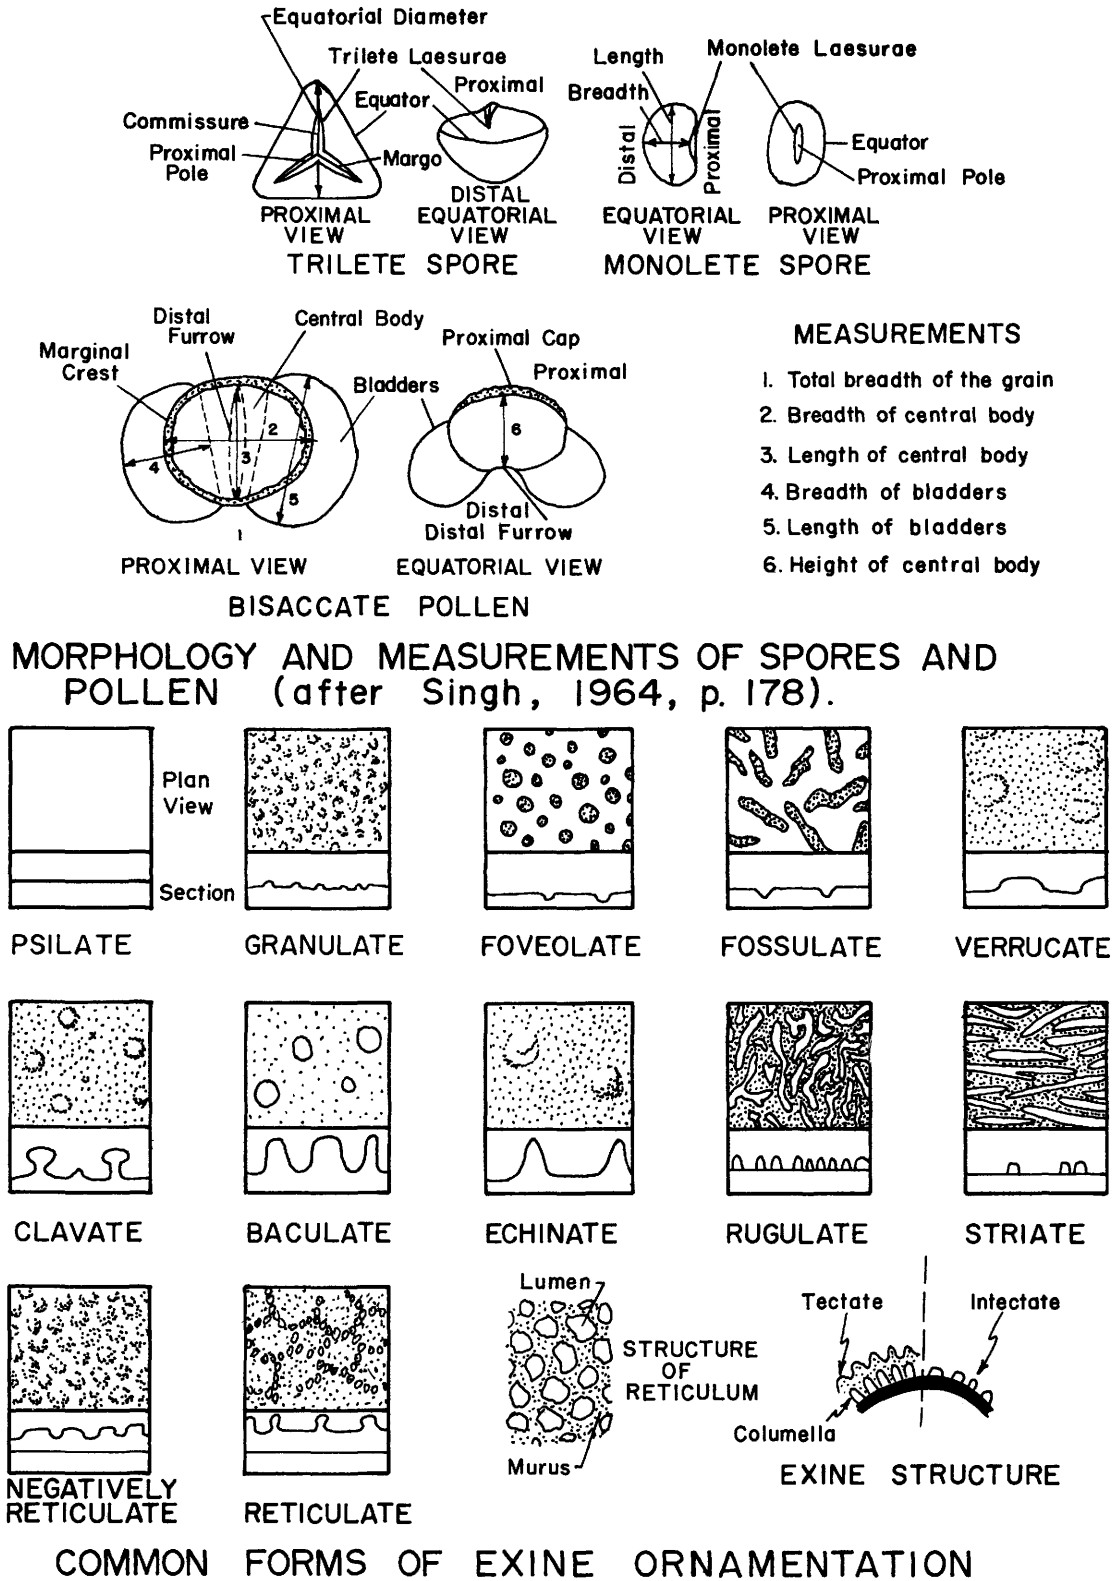 Equatorial Diameter
Trilete Laesurae
Proximal
Equator
Commissure
Proximal
Pole
Margo
PROXIMAL
VIEW
DISTAL
EQUATORIAL
VIEW
TRILETE SPORE
Length
Breadth
Monolete Laesurae
Distal
Proximal
Equator
Proximal Pole
EQUATORIAL
VIEW
PROXIMAL
VIEW
MONOLETE SPORE
Distal
Furrow
Central Body
Marginal
Crest
Bladders
2
3
4
5
1
PROXIMAL VIEW
Proximal Cap
Proximal
6
Distal
Distal Furrow
EQUATORIAL VIEW
BISACCATE POLLEN
MEASUREMENTS
1. Total breadth of the grain
2. Breadth of central body
3. Length of central body
4. Breadth of bladders
5. Length of bladders
6. Height of central body
MORPHOLOGY AND MEASUREMENTS OF SPORES AND
POLLEN (after Singh, 1964, p. 178).
Plan
View
Section
PSILATE
GRANULATE
FOVEOLATE
FOSSULATE
VERRUCATE
CLAVATE
BACULATE
ECHINATE
RUGULATE
STRIATE
NEGATIVELY
RETICULATE
RETICULATE
Lumen
STRUCTURE
OF
RETICULUM
Murus
Tectate
Intectate
Columella
EXINE STRUCTURE
COMMON FORMS OF EXINE ORNAMENTATION